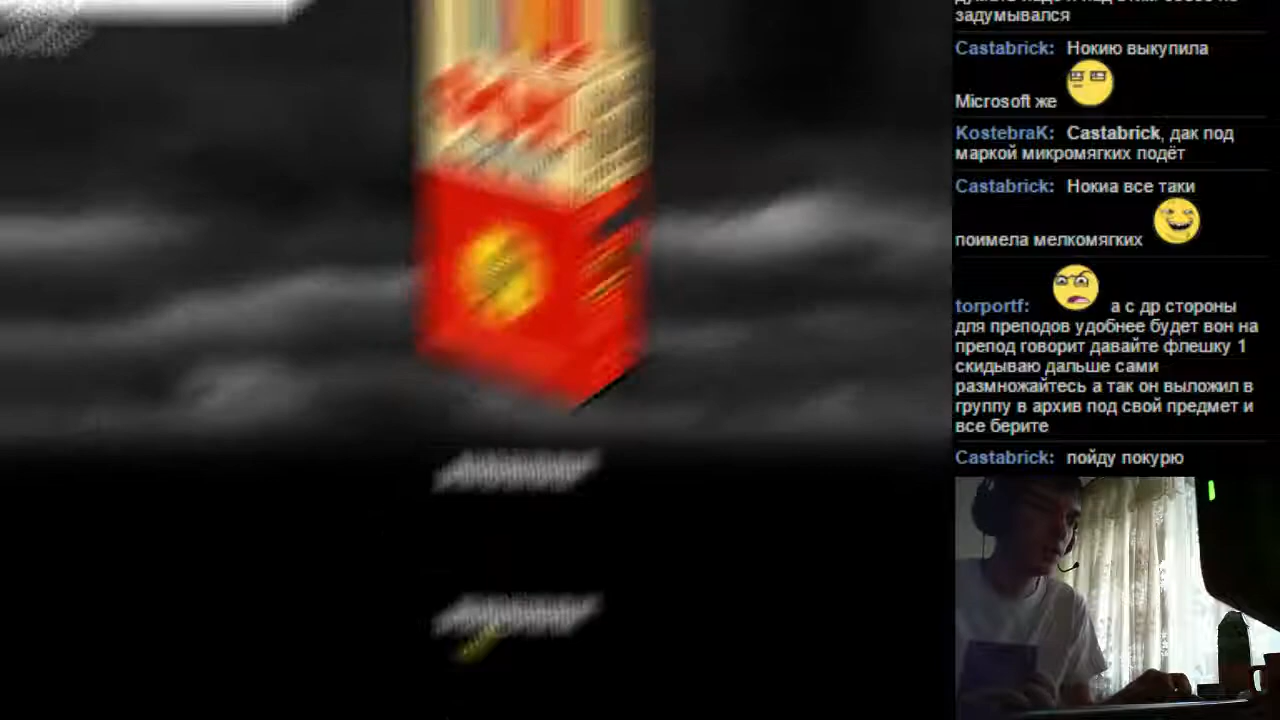 задумывался
Castabrick: Нокию выкупила
Microsoft же
KostebraK: Castabrick, дак под
маркой микромягких подёт
Castabrick: Нокиа все таки
поимела мелкомягких
torportf: а с др стороны
для преподов удобнее будет вон на
препод говорит давайте флешку 1
скидываю дальше сами
размножайтесь а так он выложил в
группу в архив под свой предмет и
все берите
Castabrick: пойду покурю